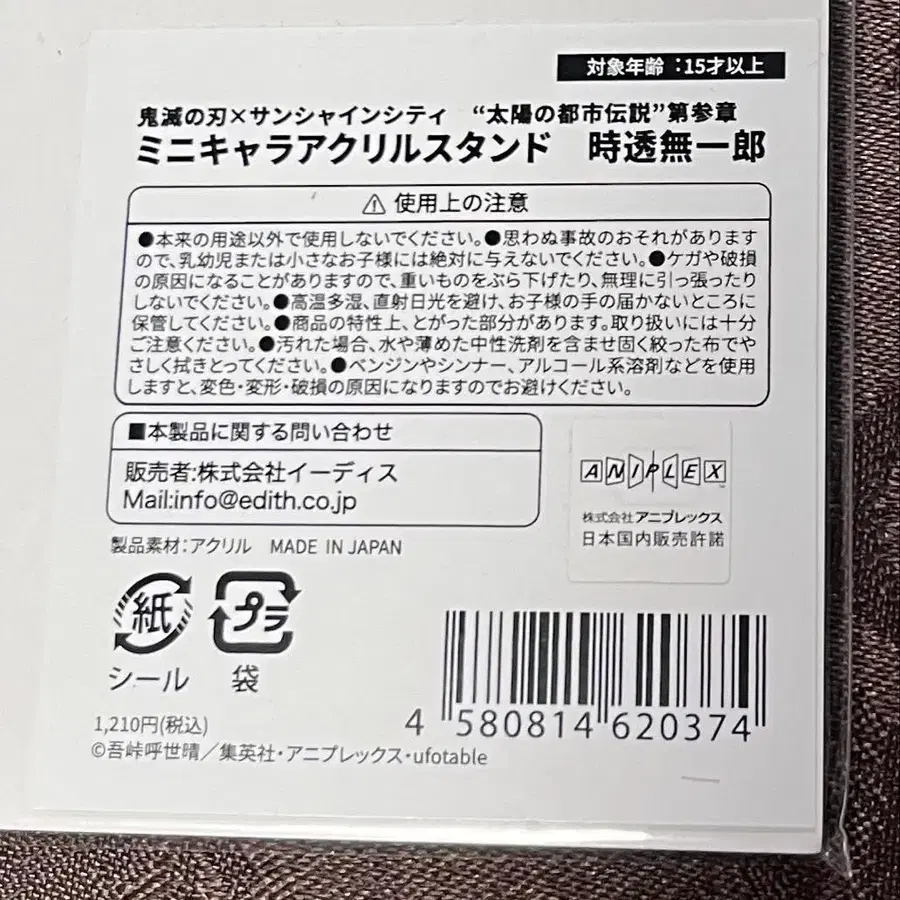 対象年齢:15才以上
鬼滅の刃×サンシャインシティ “太陽の都市伝説”第参章
ミニキャラアクリルスタンド 時透無一郎
⚠ 使用上の注意
●本来の用途以外で使用しないでください。●思わぬ事故のおそれがあります
ので、乳幼児または小さなお子様には絶対に与えないでください。●ケガや破損
の原因になることがありますので、重いものをぶら下げたり、無理に引っ張ったり
しないでください。●高温多湿、直射日光を避け、お子様の手の届かないところに
保管してください。●商品の特性上、とがった部分があります。取り扱いには十分
ご注意ください。●汚れた場合、水や薄めた中性洗剤を含ませ固く絞った布でや
さしく拭きとってください。●ベンジンやシンナー、アルコール系溶剤などを使用
しますと、変色・変形・破損の原因になりますのでお避けください。
■本製品に関する問い合わせ
販売者:株式会社イーディス
Mail:info@edith.co.jp
ANIPLEX
株式会社アニプレックス
日本国内販売許諾
製品素材:アクリル MADE IN JAPAN
紙
プラ
シール
袋
1,210円(税込)
4 580814 620374
©吾峠呼世晴／集英社・アニプレックス・ufotable